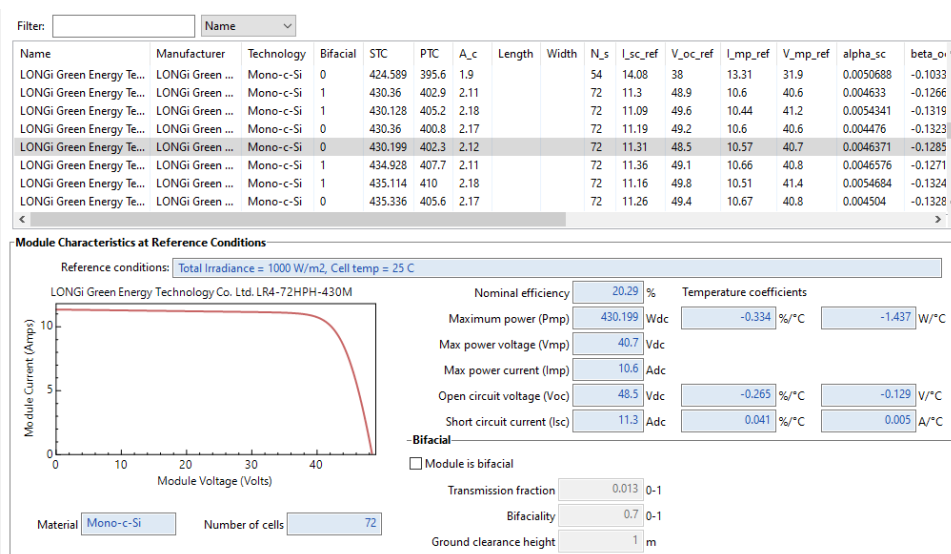 Filter: Name
Name Manufacturer Technology Bifacial STC PTC A_c Length Width N_s I_sc_ref V_oc_ref I_mp_ref V_mp_ref alpha_sc
LONGi Green Energy Te... LONGi Green ... Mono-c-Si 0 424.589 395.6 1.9 54 14.08 38 13.31 31.9 0.0050688 -0.1033
LONGi Green Energy Te... LONGi Green ... Mono-c-Si 1 430.36 402.9 2.11 72 11.3 48.9 10.6 40.6 0.004633 -0.1266
LONGi Green Energy Te... LONGi Green ... Mono-c-Si 1 430.128 405.2 2.18 72 11.09 49.6 10.44 41.2 0.0054341 -0.1319
LONGi Green Energy Te... LONGi Green ... Mono-c-Si 0 430.36 400.8 2.17 72 11.19 49.2 10.6 40.6 0.004476 -0.1323
LONGi Green Energy Te... LONGi Green ... Mono-c-Si 0 430.199 402.3 2.12 72 11.31 48.5 10.57 40.7 0.0046371 -0.1285
LONGi Green Energy Te... LONGi Green ... Mono-c-Si 1 434.928 407.7 2.11 72 11.36 49.1 10.66 40.8 0.0046576 -0.1271
LONGi Green Energy Te... LONGi Green ... Mono-c-Si 1 435.114 410 2.18 72 11.16 49.8 10.51 41.4 0.0054684 -0.1324
LONGi Green Energy Te... LONGi Green ... Mono-c-Si 0 435.336 405.6 2.17 72 11.26 49.4 10.67 40.8 0.004504 -0.1328
Module Characteristics at Reference Conditions
Reference conditions: Total Irradiance = 1000 W/m2, Cell temp = 25 C
LONGi Green Energy Technology Co. Ltd. LR4-72HPH-430M
10
5
0
0 10 20 30 40
Module Current (Amps)
Module Voltage (Volts)
Material Mono-c-Si Number of cells 72
Nominal efficiency 20.29 % Temperature coefficients
Maximum power (Pmp) 430.199 Wdc -0.334 %/°C -1.437 W/°C
Max power voltage (Vmp) 40.7 Vdc
Max power current (Imp) 10.6 Adc
Open circuit voltage (Voc) 48.5 Vdc -0.265 %/°C -0.129 V/°C
Short circuit current (Isc) 11.3 Adc 0.041 %/°C 0.005 A/°C
Bifacial
Module is bifacial
Transmission fraction 0.013 0-1
Bifaciality 0.7 0-1
Ground clearance height 1 m